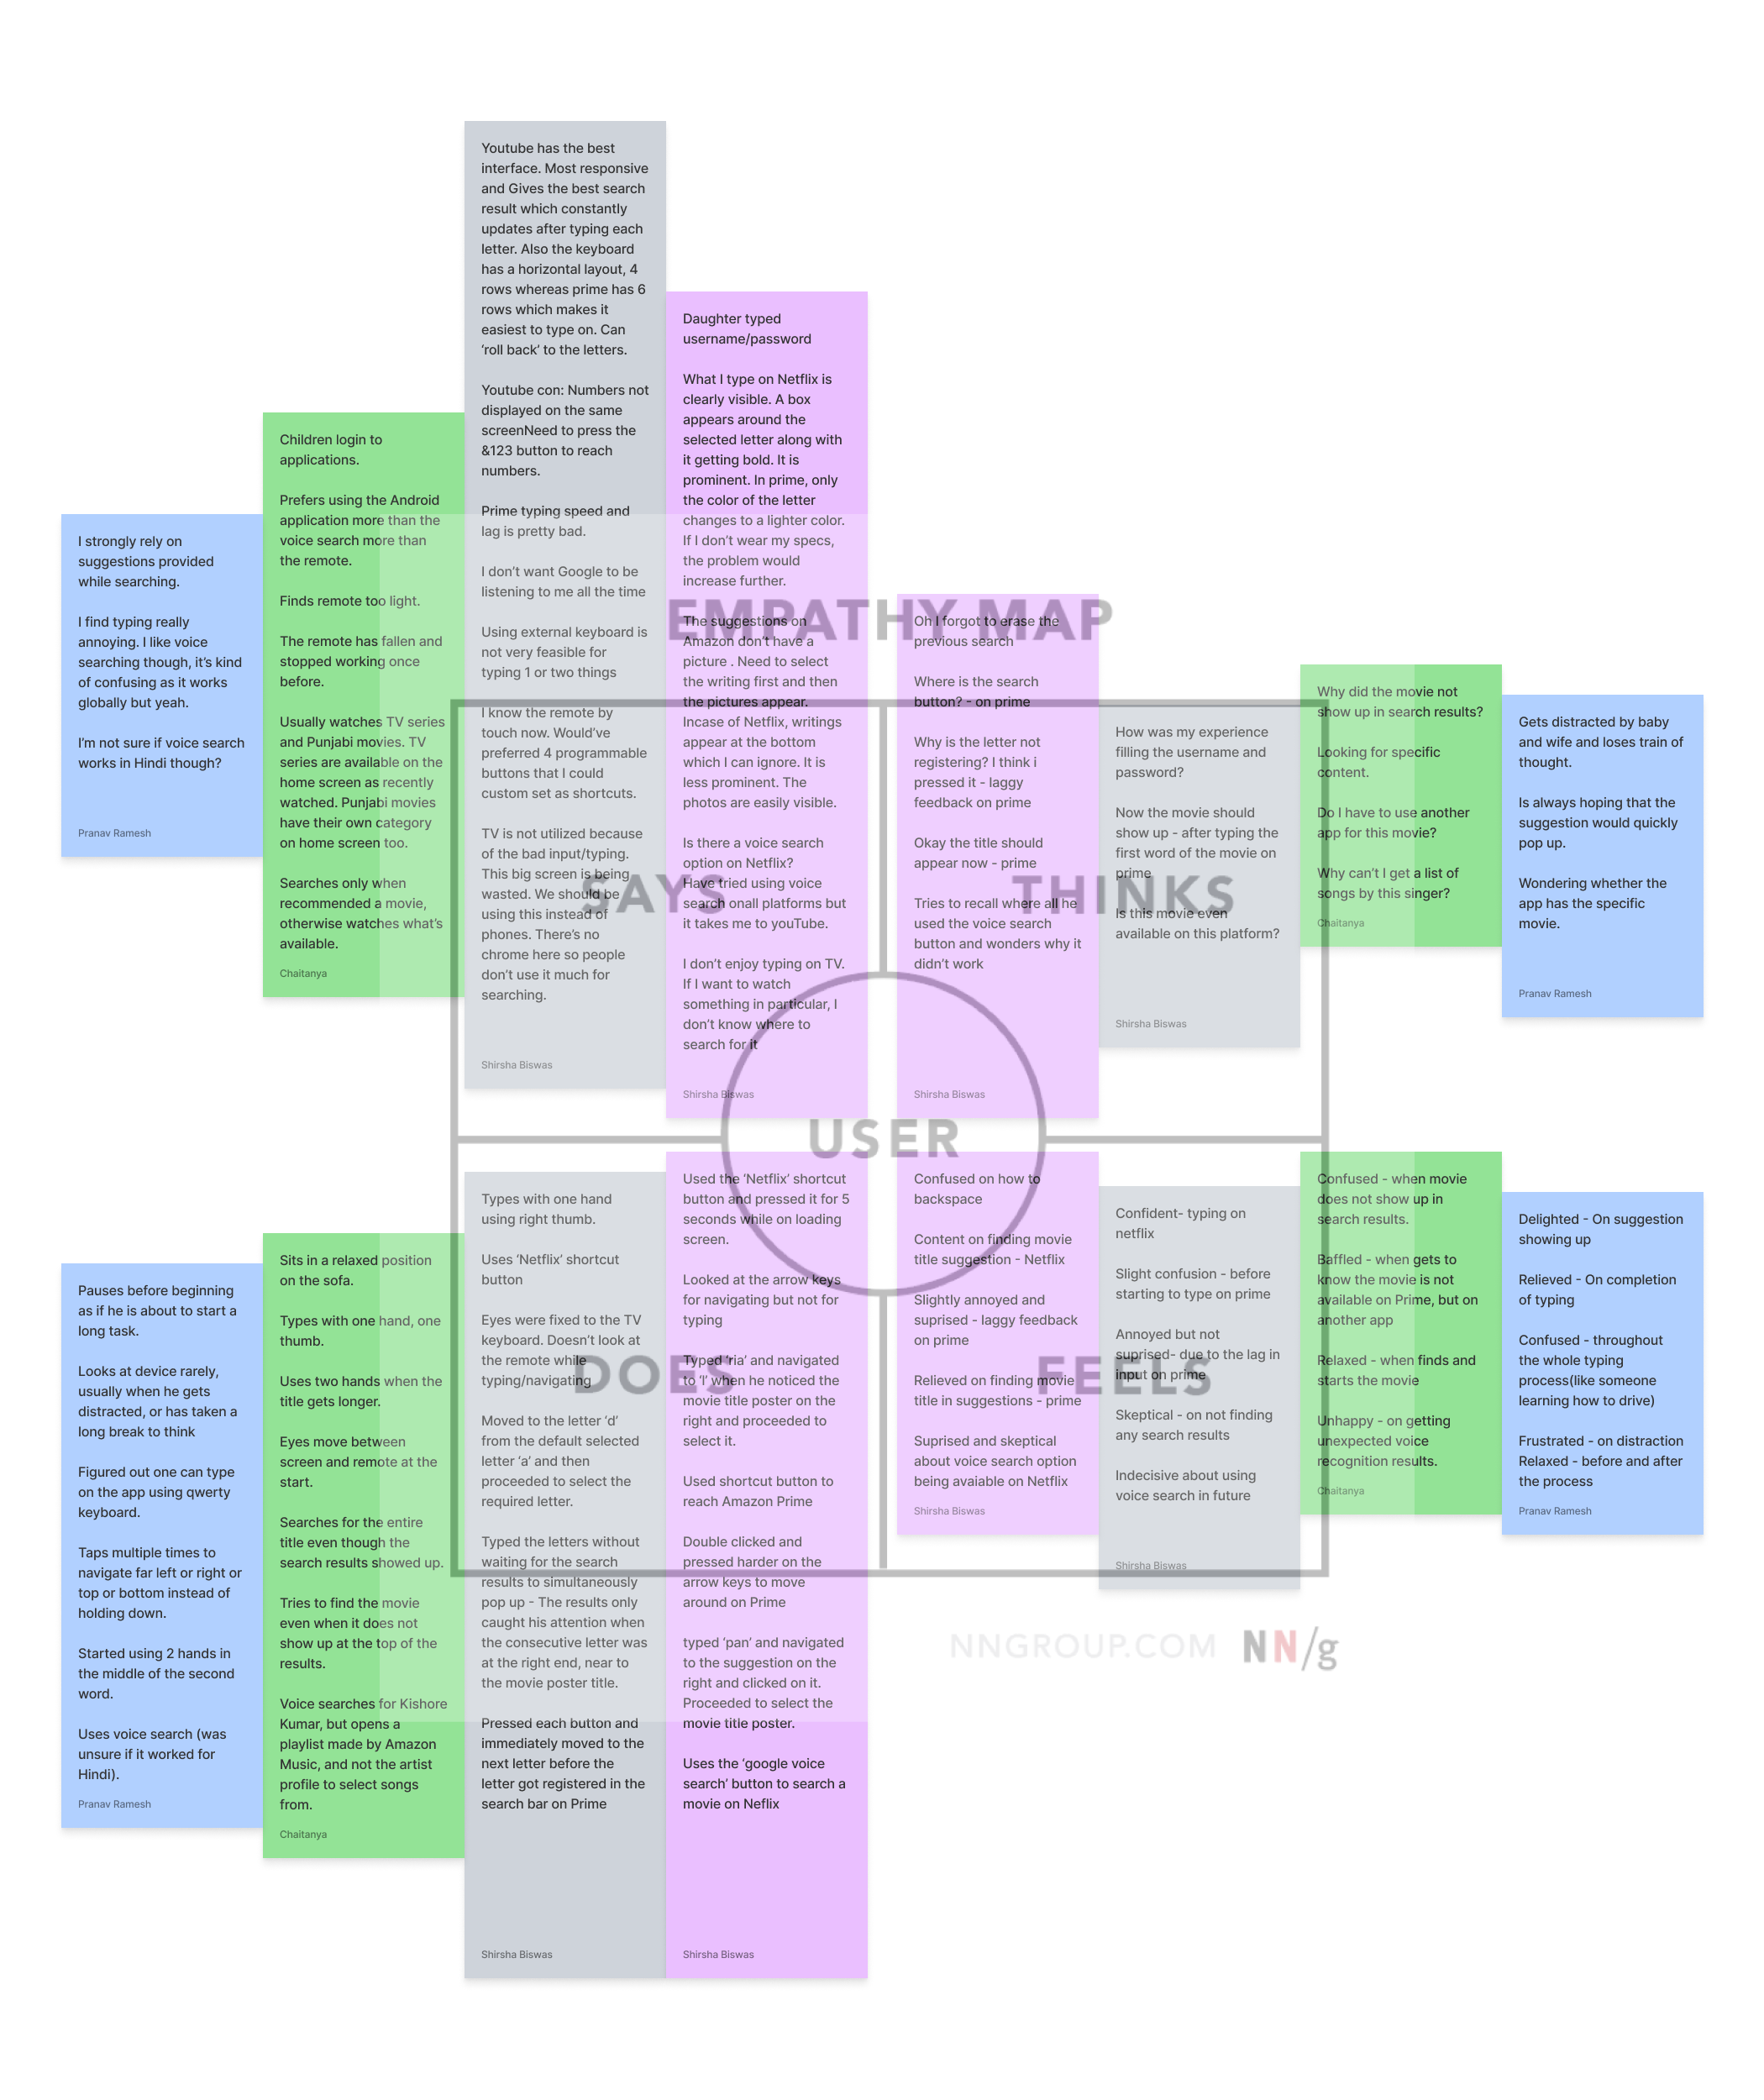 Youtube has the best
interface. Most responsive
and Gives the best search
result which constantly
updates after typing each
letter. Also the keyboard
has a horizontal layout, 4
rows whereas prime has 6
rows which makes it
easiest to type on. Can
‘roll back’ to the letters.
Youtube con: Numbers not
displayed on the same
screenNeed to press the
&123 button to reach
numbers.
Prime typing speed and
lag is pretty bad.
I don’t want Google to be
listening to me all the time
Using external keyboard is
not very feasible for
typing 1 or two things
I know the remote by
touch now. Would’ve
preferred 4 programmable
buttons that I could
custom set as shortcuts.
TV is not utilized because
of the bad input/typing.
This big screen is being
wasted. We should be
using this instead of
phones. There’s no
chrome here so people
don’t use it much for
searching.
Shirsha Biswas
Daughter typed
username/password
What I type on Netflix is
clearly visible. A box
appears around the
selected letter along with
it getting bold. It is
prominent. In prime, only
the color of the letter
changes to a lighter color.
If I don’t wear my specs,
the problem would
increase further.
The suggestions on
Amazon don’t have a
picture . Need to select
the writing first and then
the pictures appear.
Incase of Netflix, writings
appear at the bottom
which I can ignore. It is
less prominent. The
photos are easily visible.
Is there a voice search
option on Netflix?
Have tried using voice
search onall platforms but
it takes me to youTube.
I don’t enjoy typing on TV.
If I want to watch
something in particular, I
don’t know where to
search for it
Shirsha Biswas
Children login to
applications.
Prefers using the Android
application more than the
voice search more than
the remote.
Finds remote too light.
The remote has fallen and
stopped working once
before.
Usually watches TV series
and Punjabi movies. TV
series are available on the
home screen as recently
watched. Punjabi movies
have their own category
on home screen too.
Searches only when
recommended a movie,
otherwise watches what’s
available.
Chaitanya
I strongly rely on
suggestions provided
while searching.
I find typing really
annoying. I like voice
searching though, it’s kind
of confusing as it works
globally but yeah.
I’m not sure if voice search
works in Hindi though?
Pranav Ramesh
EMPATHY MAP
SAYS
THINKS
Oh I forgot to erase the
previous search
Where is the search
button? - on prime
Why is the letter not
registering? I think i
pressed it - laggy
feedback on prime
Okay the title should
appear now - prime
Tries to recall where all he
used the voice search
button and wonders why it
didn’t work
Shirsha Biswas
How was my experience
filling the username and
password?
Now the movie should
show up - after typing the
first word of the movie on
prime
Is this movie even
available on this platform?
Shirsha Biswas
Why did the movie not
show up in search results?
Looking for specific
content.
Do I have to use another
app for this movie?
Why can’t I get a list of
songs by this singer?
Chaitanya
Gets distracted by baby
and wife and loses train of
thought.
Is always hoping that the
suggestion would quickly
pop up.
Wondering whether the
app has the specific
movie.
Pranav Ramesh
USER
DOES
FEELS
Pauses before beginning
as if he is about to start a
long task.
Looks at device rarely,
usually when he gets
distracted, or has taken a
long break to think
Figured out one can type
on the app using qwerty
keyboard.
Taps multiple times to
navigate far left or right or
top or bottom instead of
holding down.
Started using 2 hands in
the middle of the second
word.
Uses voice search (was
unsure if it worked for
Hindi).
Pranav Ramesh
Sits in a relaxed position
on the sofa.
Types with one hand, one
thumb.
Uses two hands when the
title gets longer.
Eyes move between
screen and remote at the
start.
Searches for the entire
title even though the
search results showed up.
Tries to find the movie
even when it does not
show up at the top of the
results.
Voice searches for Kishore
Kumar, but opens a
playlist made by Amazon
Music, and not the artist
profile to select songs
from.
Chaitanya
Types with one hand
using right thumb.
Uses ‘Netflix’ shortcut
button
Eyes were fixed to the TV
keyboard. Doesn’t look at
the remote while
typing/navigating
Moved to the letter ‘d’
from the default selected
letter ‘a’ and then
proceeded to select the
required letter.
Typed the letters without
waiting for the search
results to simultaneously
pop up - The results only
caught his attention when
the consecutive letter was
at the right end, near to
the movie poster title.
Pressed each button and
immediately moved to the
next letter before the
letter got registered in the
search bar on Prime
Shirsha Biswas
Used the ‘Netflix’ shortcut
button and pressed it for 5
seconds while on loading
screen.
Looked at the arrow keys
for navigating but not for
typing
Typed ‘ria’ and navigated
to ‘l’ when he noticed the
movie title poster on the
right and proceeded to
select it.
Used shortcut button to
reach Amazon Prime
Double clicked and
pressed harder on the
arrow keys to move
around on Prime
typed ‘pan’ and navigated
to the suggestion on the
right and clicked on it.
Proceeded to select the
movie title poster.
Uses the ‘google voice
search’ button to search a
movie on Neflix
Shirsha Biswas
Confused on how to
backspace
Content on finding movie
title suggestion - Netflix
Slightly annoyed and
suprised - laggy feedback
on prime
Relieved on finding movie
title in suggestions - prime
Suprised and skeptical
about voice search option
being avaiable on Netflix
Shirsha Biswas
Confident- typing on
netflix
Slight confusion - before
starting to type on prime
Annoyed but not
suprised- due to the lag in
input on prime
Skeptical - on not finding
any search results
Indecisive about using
voice search in future
Shirsha Biswas
Confused - when movie
does not show up in
search results.
Baffled - when gets to
know the movie is not
available on Prime, but on
another app
Relaxed - when finds and
starts the movie
Unhappy - on getting
unexpected voice
recognition results.
Chaitanya
Delighted - On suggestion
showing up
Relieved - On completion
of typing
Confused - throughout
the whole typing
process(like someone
learning how to drive)
Frustrated - on distraction
Relaxed - before and after
the process
Pranav Ramesh
NNGROUP.COM NN/g